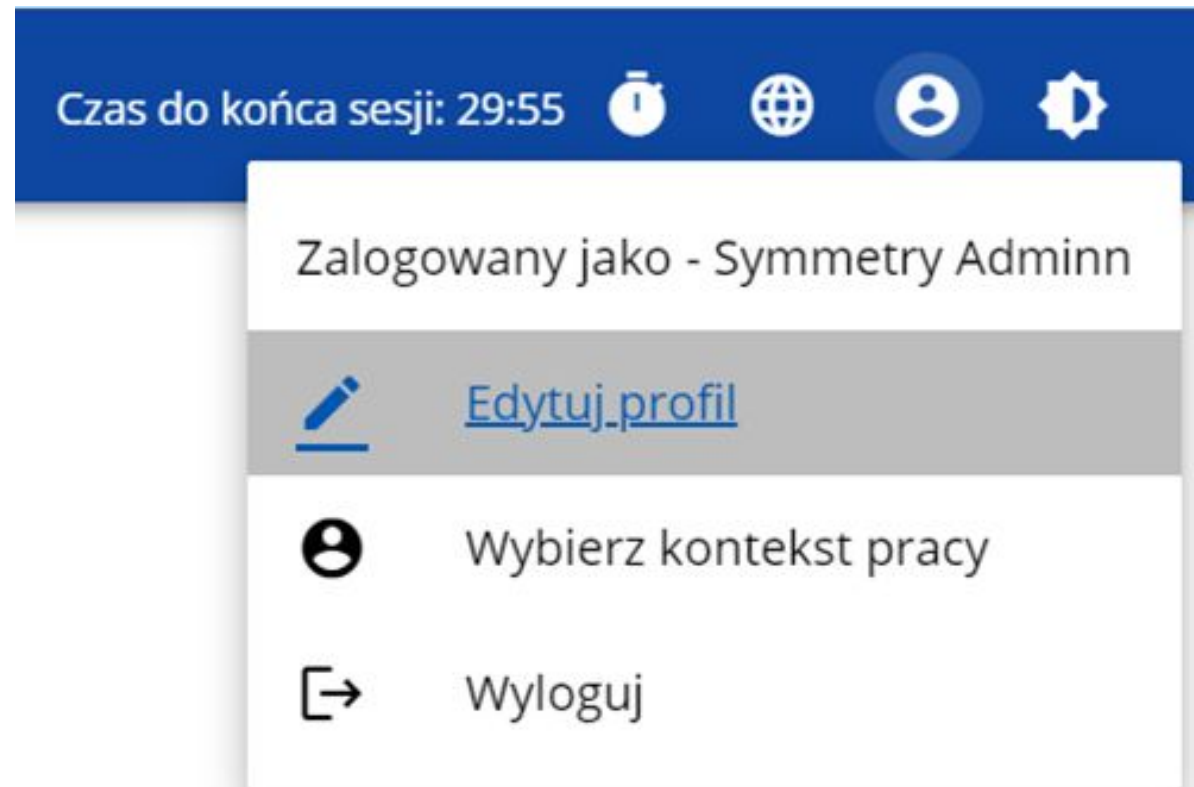 Czas do końca sesji: 29:55
Zalogowany jako - Symmetry Adminn
Edytuj profil
Wybierz kontekst pracy
Wyloguj